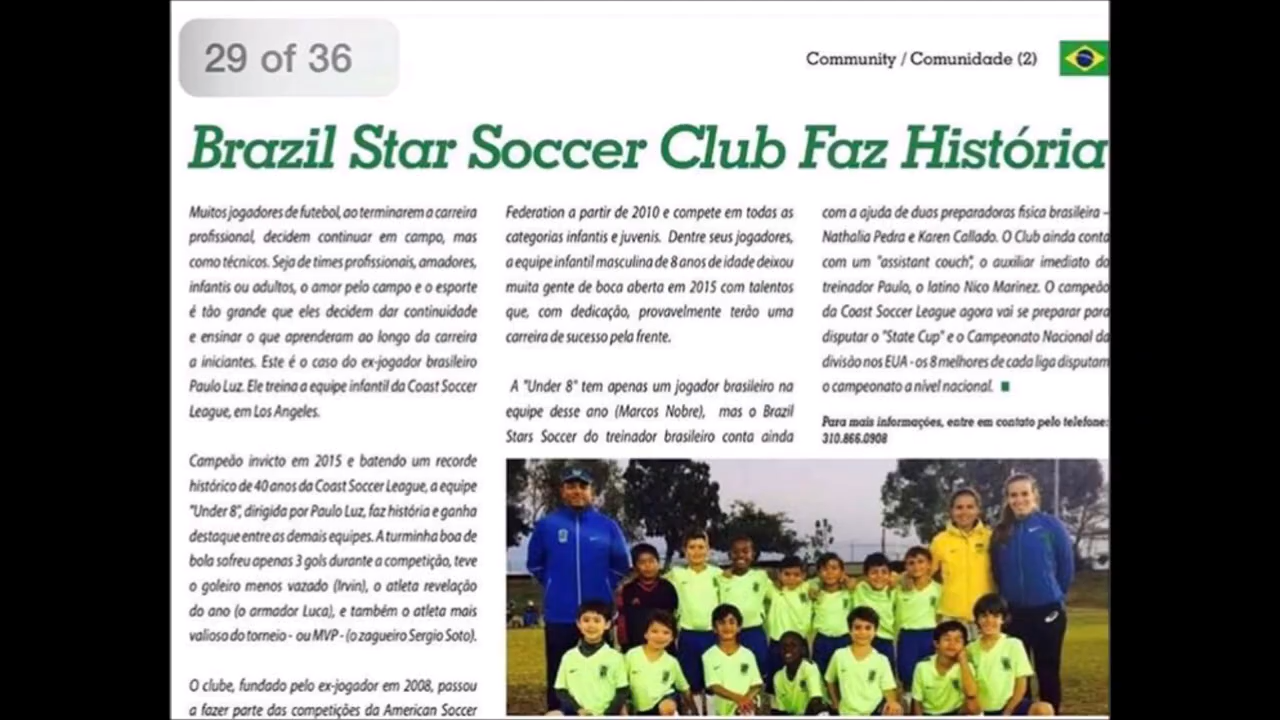 29 of 36
Community / Comunidade (2)
Brazil Star Soccer Club Faz História
Muitos jogadores de futebol, ao terminarem a carreira
profissional, decidem continuar em campo, mas
como técnicos. Seja de times profissionais, amadores,
infantis ou adultos, o amor pelo campo e o esporte
é tão grande que eles decidem dar continuidade
e ensinar o que aprenderam ao longo da carreira
a iniciantes. Este é o caso do ex-jogador brasileiro
Paulo Luz. Ele treina a equipe infantil da Coast Soccer
League, em Los Angeles.
Campeão invicto em 2015 e batendo um recorde
histórico de 40 anos da Coast Soccer League, a equipe
"Under 8", dirigida por Paulo Luz, faz história e ganha
destaque entre as demais equipes. A turminha boa de
bola sofreu apenas 3 gols durante a competição, teve
o goleiro menos vazado (Irvin), o atleta revelação
do ano (o armador Luca), e também o atleta mais
valioso do torneio - ou MVP - (o zagueiro Sergio Soto).
O clube, fundado pelo ex-jogador em 2008, passou
a fazer parte das competições da American Soccer
Federation a partir de 2010 e compete em todas as
categorias infantis e juvenis. Dentre seus jogadores,
a equipe infantil masculina de 8 anos de idade deixou
muita gente de boca aberta em 2015 com talentos
que, com dedicação, provavelmente terão uma
carreira de sucesso pela frente.
A "Under 8" tem apenas um jogador brasileiro na
equipe desse ano (Marcos Nobre), mas o Brazil
Stars Soccer do treinador brasileiro conta ainda
com a ajuda de duas preparadoras fisica brasileira –
Nathalia Pedra e Karen Callado. O Club ainda conta
com um "assistant couch", o auxiliar imediato do
treinador Paulo, o latino Nico Marinez. O campeão
da Coast Soccer League agora vai se preparar para
disputar o "State Cup" e o Campeonato Nacional da
divisão nos EUA - os 8 melhores de cada liga disputam
o campeonato a nível nacional.
Para mais informações, entre em contato pelo telefone:
310.866.0908